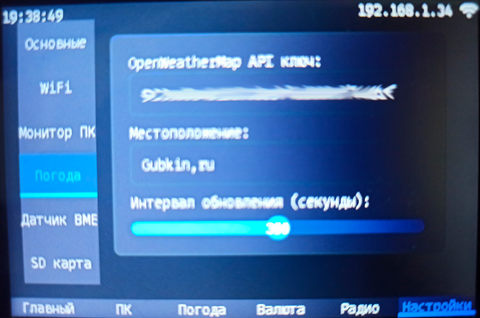 19:38:49
192.168.1.34
Основные
WiFi
Монитор ПК
Погода
Датчик BME
SD карта
OpenWeatherMap API ключ:
Местоположение:
Gubkin,ru
Интервал обновления (секунды):
300
Главный ПК Погода Валюта Радио Настройки